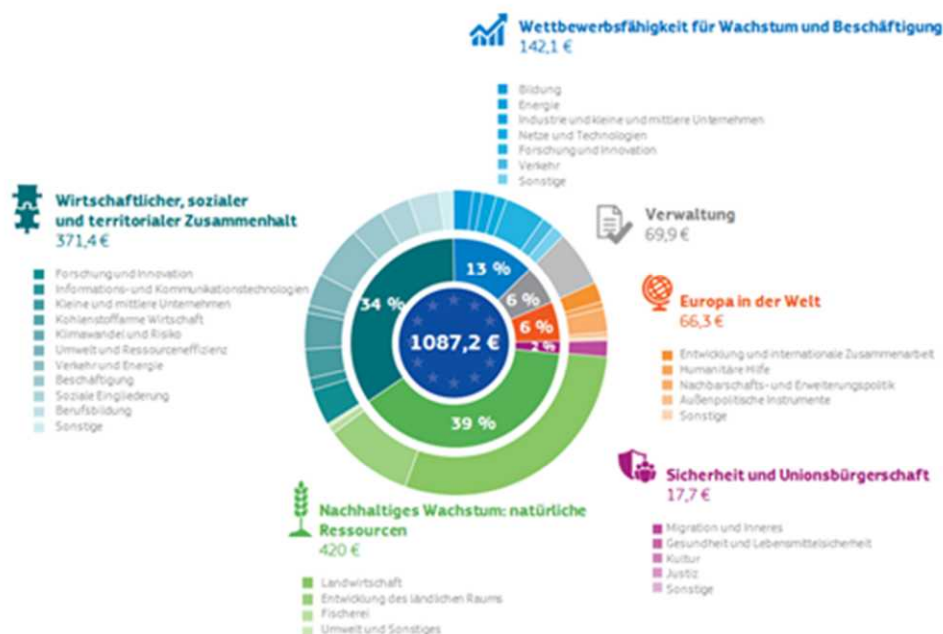 Wettbewerbsfähigkeit für Wachstum und Beschäftigung
142,1 €
Bildung
Energie
Industrie und kleine und mittlere Unternehmen
Netze und Technologien
Forschung und Innovation
Verkehr
Sonstige
Wirtschaftlicher, sozialer
und territorialer Zusammenhalt
371,4 €
Forschung und Innovation
Informations- und Kommunikationstechnologien
Kleine und mittlere Unternehmen
Kohlenstoffarme Wirtschaft
Klimawandel und Risiko
Umwelt und Ressourceneffizienz
Verkehr und Energie
Beschäftigung
Soziale Eingliederung
Berufsbildung
Sonstige
Verwaltung
69,9 €
Europa in der Welt
66,3 €
Entwicklung und internationale Zusammenarbeit
Humanitäre Hilfe
Nachbarschafts- und Erweiterungspolitik
Außenpolitische Instrumente
Sonstige
13 %
6 %
6 %
2 %
34 %
39 %
1087,2 €
Sicherheit und Unionsbürgerschaft
17,7 €
Migration und Inneres
Gesundheit und Lebensmittelsicherheit
Kultur
Justiz
Sonstige
Nachhaltiges Wachstum: natürliche
Ressourcen
420 €
Landwirtschaft
Entwicklung des ländlichen Raums
Fischerei
Umwelt und Sonstiges